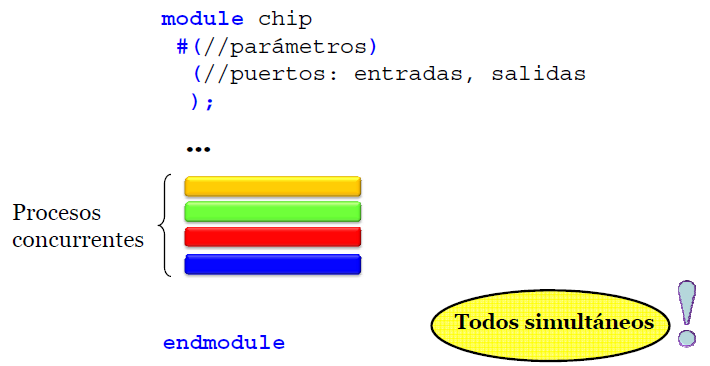 module chip
#(//parámetros)
(//puertos: entradas, salidas
);
...
Procesos
concurrentes
Todos simultáneos
!
endmodule